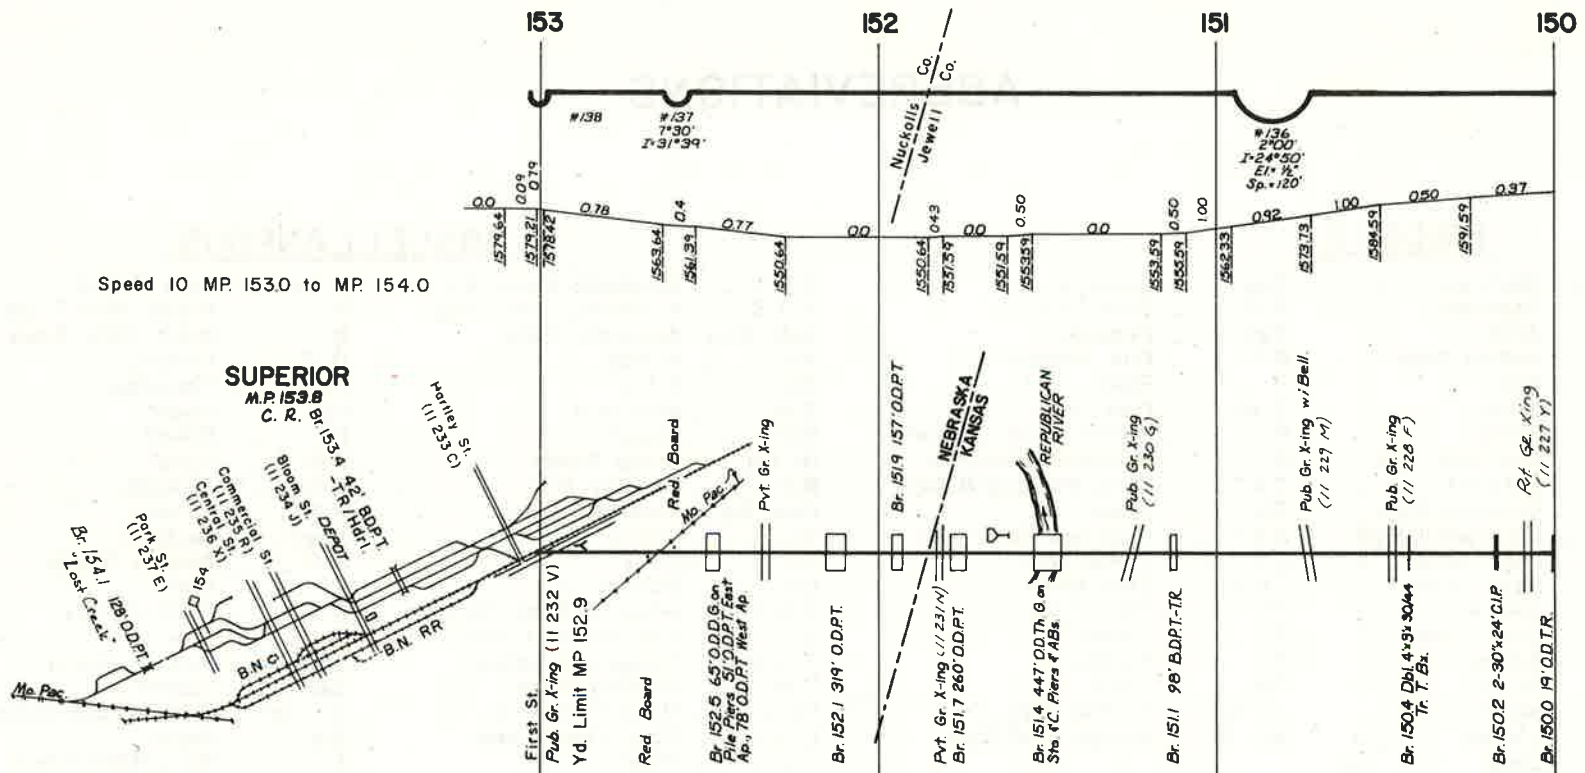 153
152
151
150
#138
#137
7°30'
I=31°39'
Nuckolls Co.
Jewell Co.
#136
2°00'
I=24°50'
El.=½"
Sp.=120'
0.0
0.09
0.79
0.78
0.4
0.77
0.0
0.43
0.0
0.50
0.0
0.50
1.00
0.92
1.00
0.50
0.37
1579.64
1579.21
1578.42
1563.64
1561.39
1550.64
1550.64
1551.59
1551.59
1553.59
1553.59
1555.59
1562.33
1573.73
1584.59
1591.59
Speed 10 MP. 153.0 to MP. 154.0
SUPERIOR
M.P. 153.8
C. R.
Br. 153.4 42' B.D.P.T.
-T.R./Hdrl.
Hartley St.
(11 233 C)
Bloom St.
(11 234 J)
DEPOT
Commercial St.
(11 235 R)
Central St.
(11 236 X)
Park St.
(11 237 E)
154
Br. 154.1 128' O.D.P.T.
"Lost Creek"
Mo. Pac.
B.N.
B.N. RR
Red Board
Mo. Pac.
Pvt. Gr. X-ing
Br. 151.9 157' O.D.P.T.
NEBRASKA
KANSAS
REPUBLICAN
RIVER
Pub. Gr. X-ing
(11 230 G)
Pub. Gr. X-ing w/Bell.
(11 229 M)
Pub. Gr. X-ing
(11 228 F)
Pvt. Ge. Xing
(11 227 Y)
Y
First St.
Pub. Gr. X-ing (11 232 V)
Yd. Limit MP 152.9
Red Board
Br. 152.5 65' O.D.D.G. on
Pile Piers 51' O.D.P.T. East
Ap., 78' O.D.P.T. West Ap.
Br. 152.1 319' O.D.P.T.
Pvt. Gr. X-ing (11 231 N)
Br. 151.7 260' O.D.P.T.
Br. 151.4 447' O.D.Th. G. on
Sto. & C. Piers & ABs.
Br. 151.1 98' B.D.P.T.-T.R.
Br. 150.4 Dbl. 4'x3'x30'
Tr. T. Bx.
Br. 150.2 2-30"x24' C.I.P.
Br. 150.0 19' O.D.T.R.